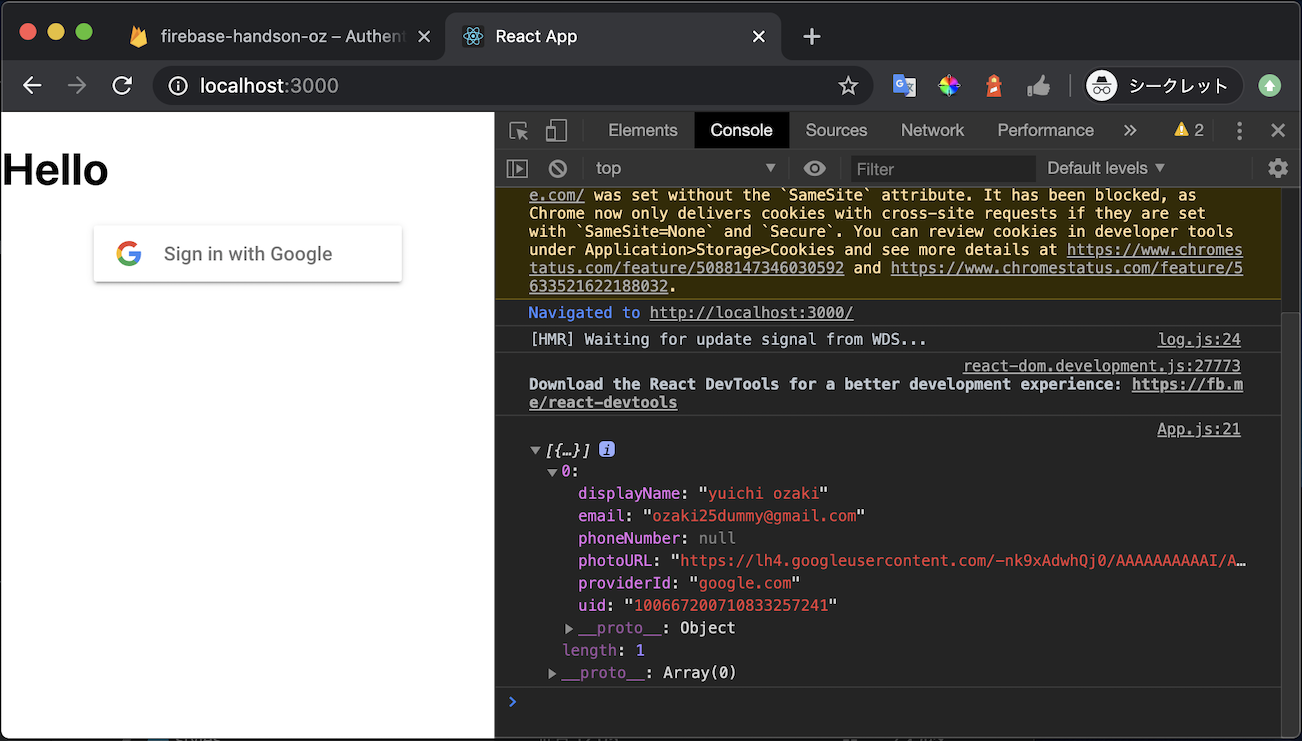 firebase-handson-oz – Authent
React App
localhost:3000
シークレット
Hello
Sign in with Google
Elements
Console
Sources
Network
Performance
2
top
Filter
Default levels
e.com/ was set without the `SameSite` attribute. It has been blocked, as
Chrome now only delivers cookies with cross-site requests if they are set
with `SameSite=None` and `Secure`. You can review cookies in developer tools
under Application>Storage>Cookies and see more details at https://www.chromes
tatus.com/feature/5088147346030592 and https://www.chromestatus.com/feature/5
633521622188032.
Navigated to http://localhost:3000/
[HMR] Waiting for update signal from WDS...
log.js:24
react-dom.development.js:27773
Download the React DevTools for a better development experience: https://fb.m
e/react-devtools
App.js:21
[{…}]
0:
displayName: "yuichi ozaki"
email: "ozaki25dummy@gmail.com"
phoneNumber: null
photoURL: "https://lh4.googleusercontent.com/-nk9xAdwhQj0/AAAAAAAAAAI/A…
providerId: "google.com"
uid: "100667200710833257241"
__proto__: Object
length: 1
__proto__: Array(0)